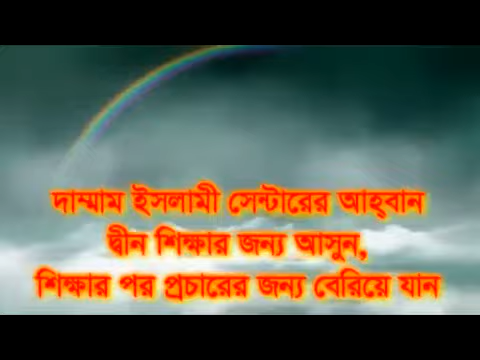 দাম্মাম ইসলামী সেন্টারের আহ্‌বান
দ্বীন শিক্ষার জন্য আসুন,
শিক্ষার পর প্রচারের জন্য বেরিয়ে যান